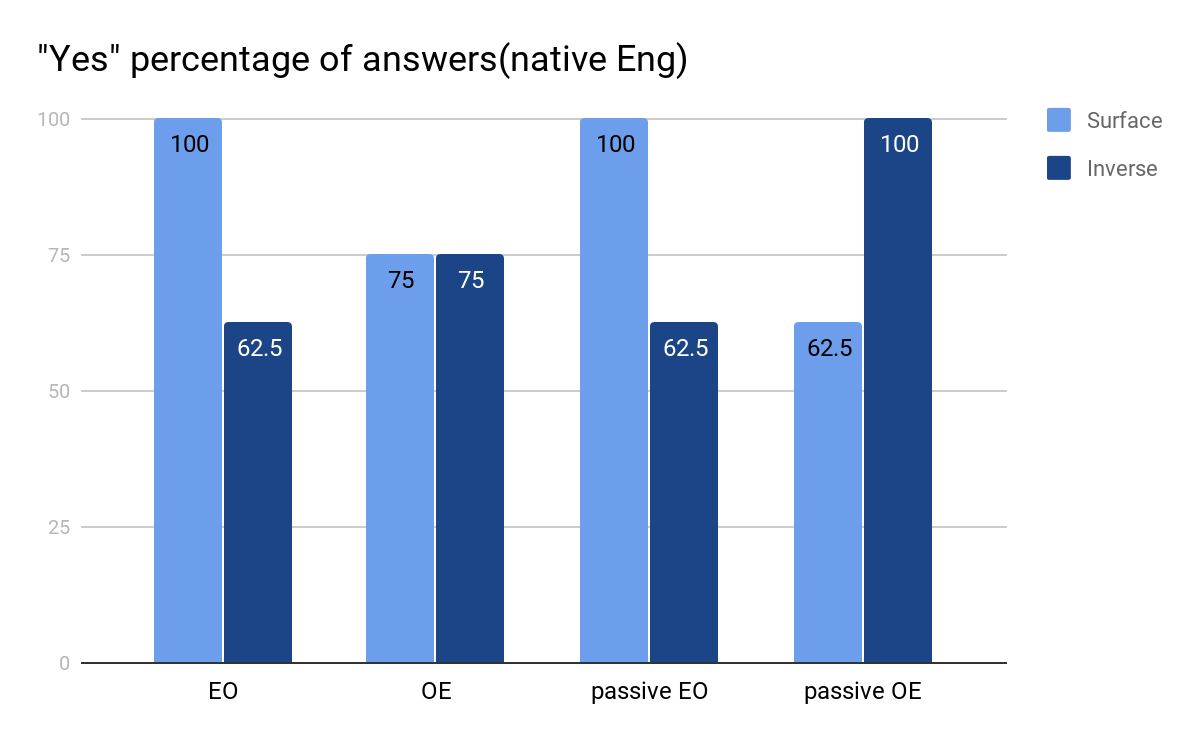 "Yes" percentage of answers(native Eng)
100
75
50
25
0
100
62.5
75
75
100
62.5
62.5
100
EO
OE
passive EO
passive OE
Surface
Inverse